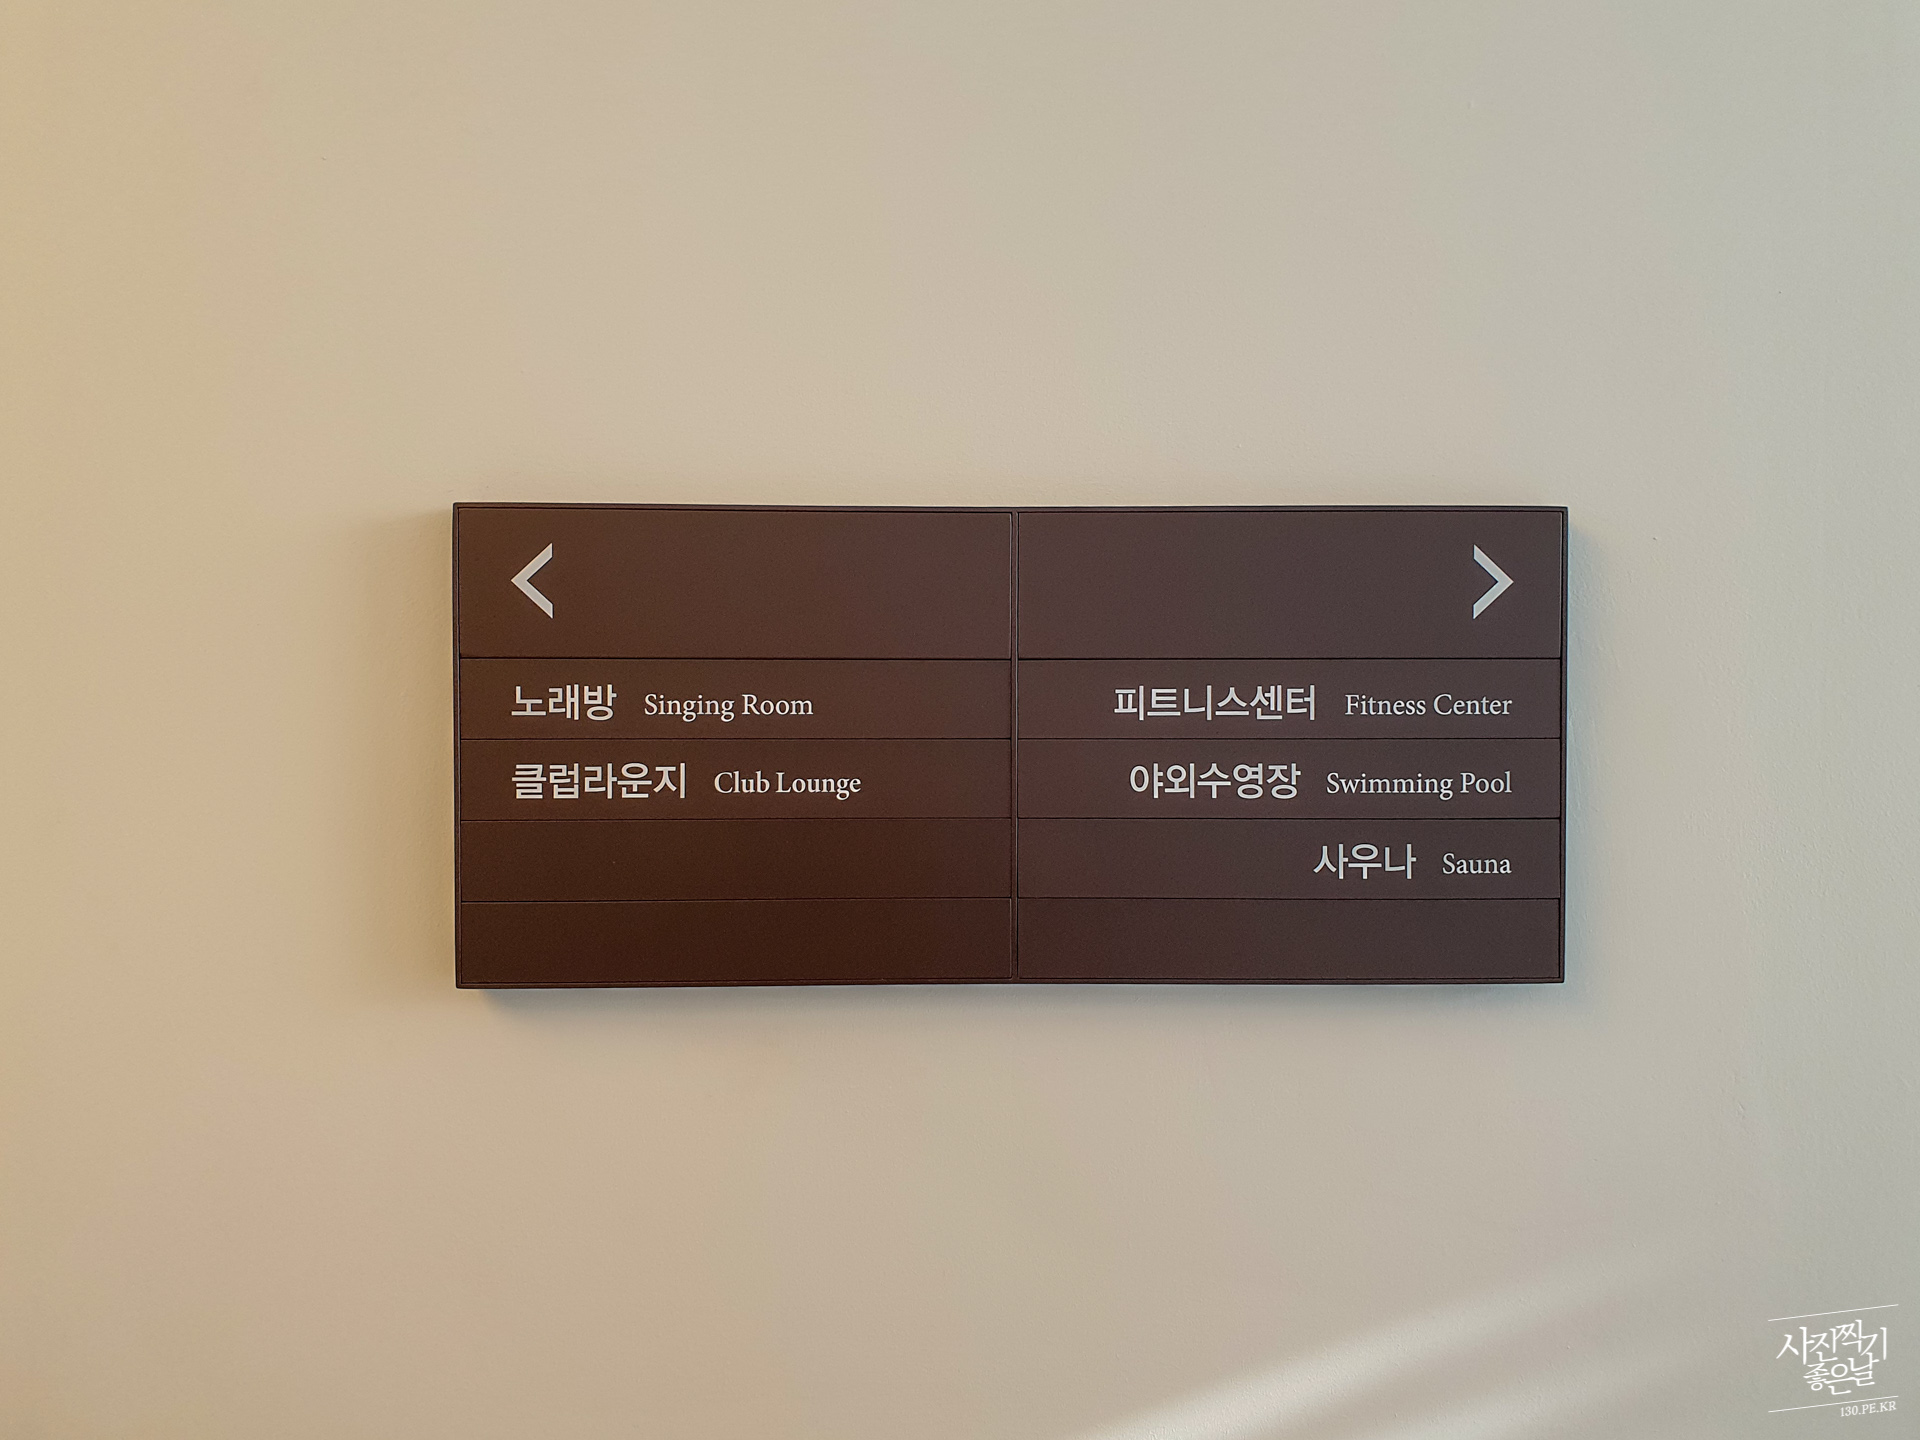 노래방 Singing Room
클럽라운지 Club Lounge
피트니스센터 Fitness Center
야외수영장 Swimming Pool
사우나 Sauna
사진찍기
좋은날
130.PE.KR